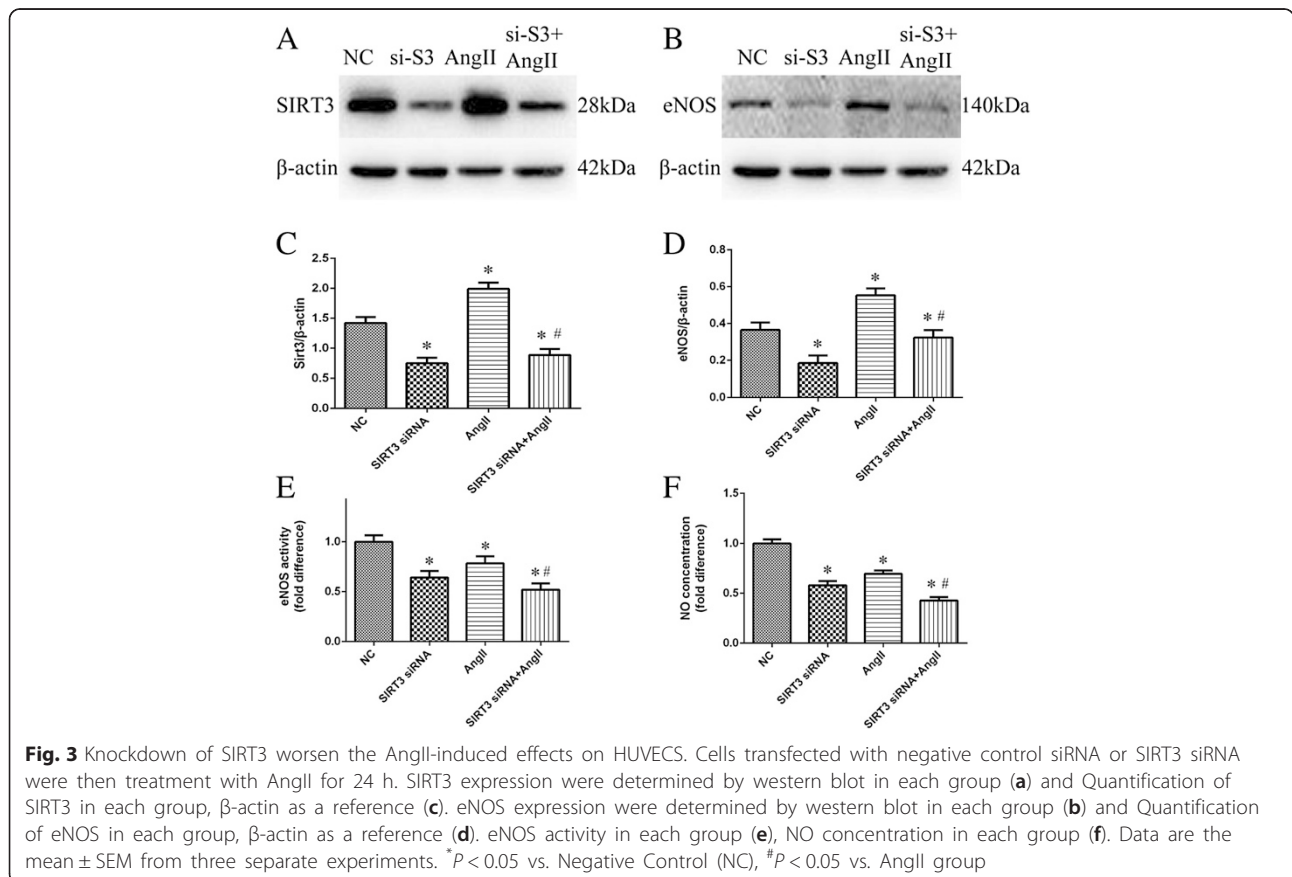 A
B
NC si-S3 AngII si-S3+
AngII
NC si-S3 AngII si-S3+
AngII
SIRT3 28kDa
eNOS 140kDa
β-actin 42kDa
β-actin 42kDa
C
Sirt3/β-actin
2.5
2.0
1.5
1.0
0.5
0.0
*
*
* #
NC
SIRT3 siRNA
AngII
SIRT3 siRNA+AngII
D
eNOS/β-actin
0.8
0.6
0.4
0.2
0.0
*
*
* #
NC
SIRT3 siRNA
AngII
SIRT3 siRNA+AngII
E
eNOS activity
(fold difference)
1.0
0.5
0.0
*
*
* #
NC
SIRT3 siRNA
AngII
SIRT3 siRNA+AngII
F
NO concentration
(fold diference)
1.5
1.0
0.5
0.0
*
*
* #
NC
SIRT3 siRNA
AngII
SIRT3 siRNA+AngII
Fig. 3 Knockdown of SIRT3 worsen the AngII-induced effects on HUVECS. Cells transfected with negative control siRNA or SIRT3 siRNA
were then treatment with AngII for 24 h. SIRT3 expression were determined by western blot in each group (a) and Quantification of
SIRT3 in each group, β-actin as a reference (c). eNOS expression were determined by western blot in each group (b) and Quantification
of eNOS in each group, β-actin as a reference (d). eNOS activity in each group (e), NO concentration in each group (f). Data are the
mean ± SEM from three separate experiments. *P < 0.05 vs. Negative Control (NC), #P < 0.05 vs. AngII group